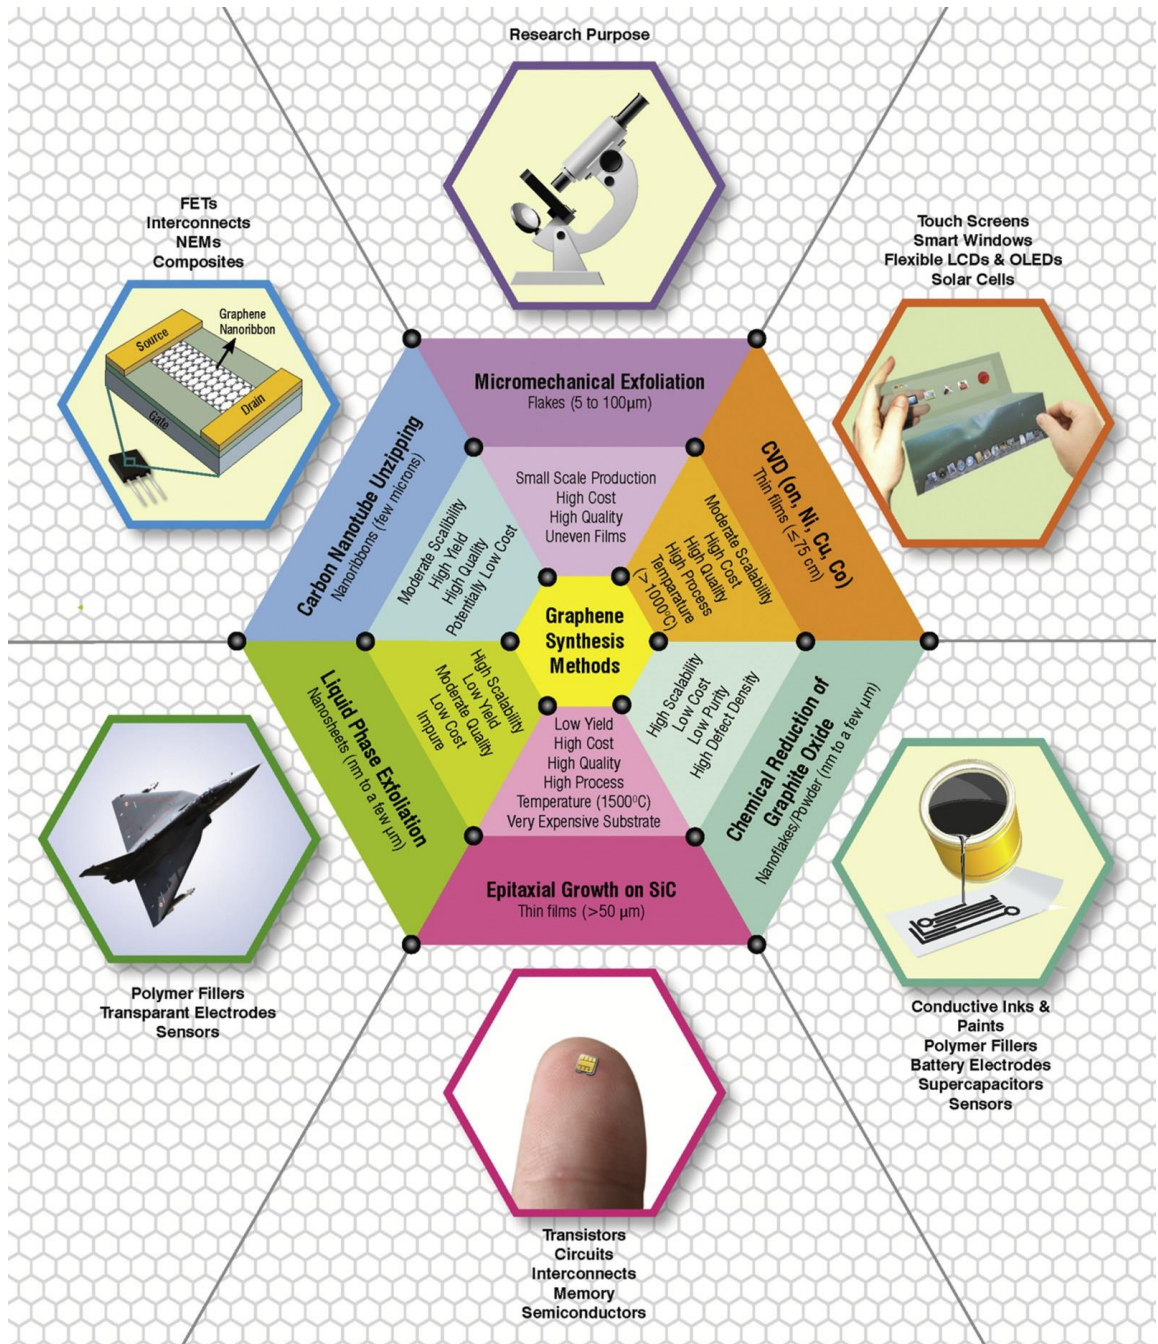 Research Purpose
FETs
Interconnects
NEMs
Composites
Touch Screens
Smart Windows
Flexible LCDs & OLEDs
Solar Cells
Graphene
Nanoribbon
Source
Drain
Gate
Micromechanical Exfoliation
Flakes (5 to 100µm)
Small Scale Production
High Cost
High Quality
Uneven Films
Carbon Nanotube Unzipping
Nanoribbons (few microns)
Moderate Scalibility
High Yield
High Quality
Potentially Low Cost
CVD (on, Ni, Cu, Co)
Thin films (≤75 cm)
Moderate Scalability
High Cost
High Quality
High Process
Temparature
(>1000⁰C)
Graphene
Synthesis
Methods
Liquid Phase Exfoliation
Nanosheets (nm to a few µm)
High Scalability
Low Yield
Moderate Quality
Low Cost
Impure
High Scalability
Low Cost
Low Purity
High Defect Density
Chemical Reduction of
Graphite Oxide
Nanoflakes/Powder (nm to a few µm)
Low Yield
High Cost
High Quality
High Process
Temperature (1500⁰C)
Very Expensive Substrate
Epitaxial Growth on SiC
Thin films (>50 µm)
Polymer Fillers
Transparant Electrodes
Sensors
Conductive Inks &
Paints
Polymer Fillers
Battery Electrodes
Supercapacitors
Sensors
Transistors
Circuits
Interconnects
Memory
Semiconductors